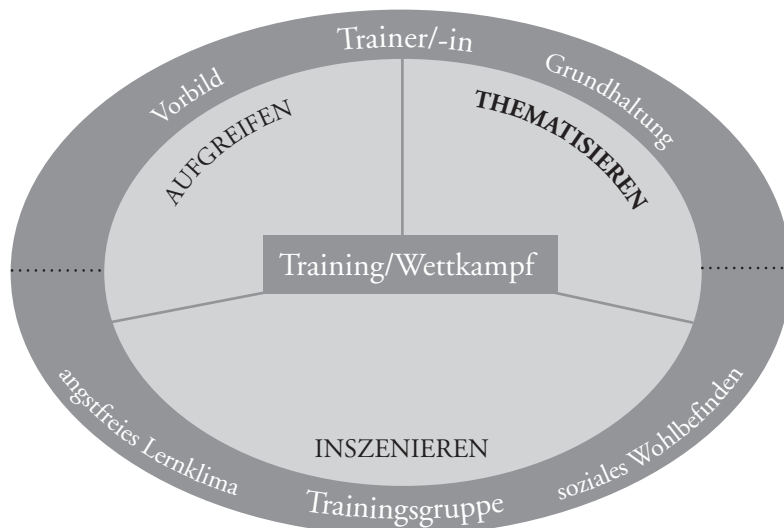 Trainer/-in
Vorbild
Grundhaltung
AUFGREIFEN
THEMATISIEREN
Training/Wettkampf
angstfreies Lernklima
INSZENIEREN
soziales Wohlbefinden
Trainingsgruppe